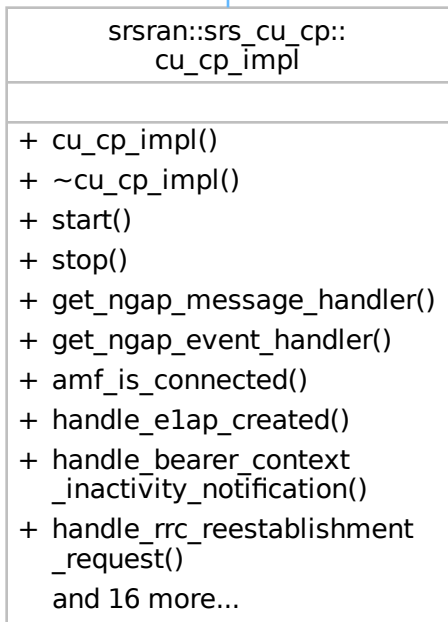 srsran::srs_cu_cp::
cu_cp_impl
+ cu_cp_impl()
+ ~cu_cp_impl()
+ start()
+ stop()
+ get_ngap_message_handler()
+ get_ngap_event_handler()
+ amf_is_connected()
+ handle_e1ap_created()
+ handle_bearer_context
_inactivity_notification()
+ handle_rrc_reestablishment
_request()
and 16 more...